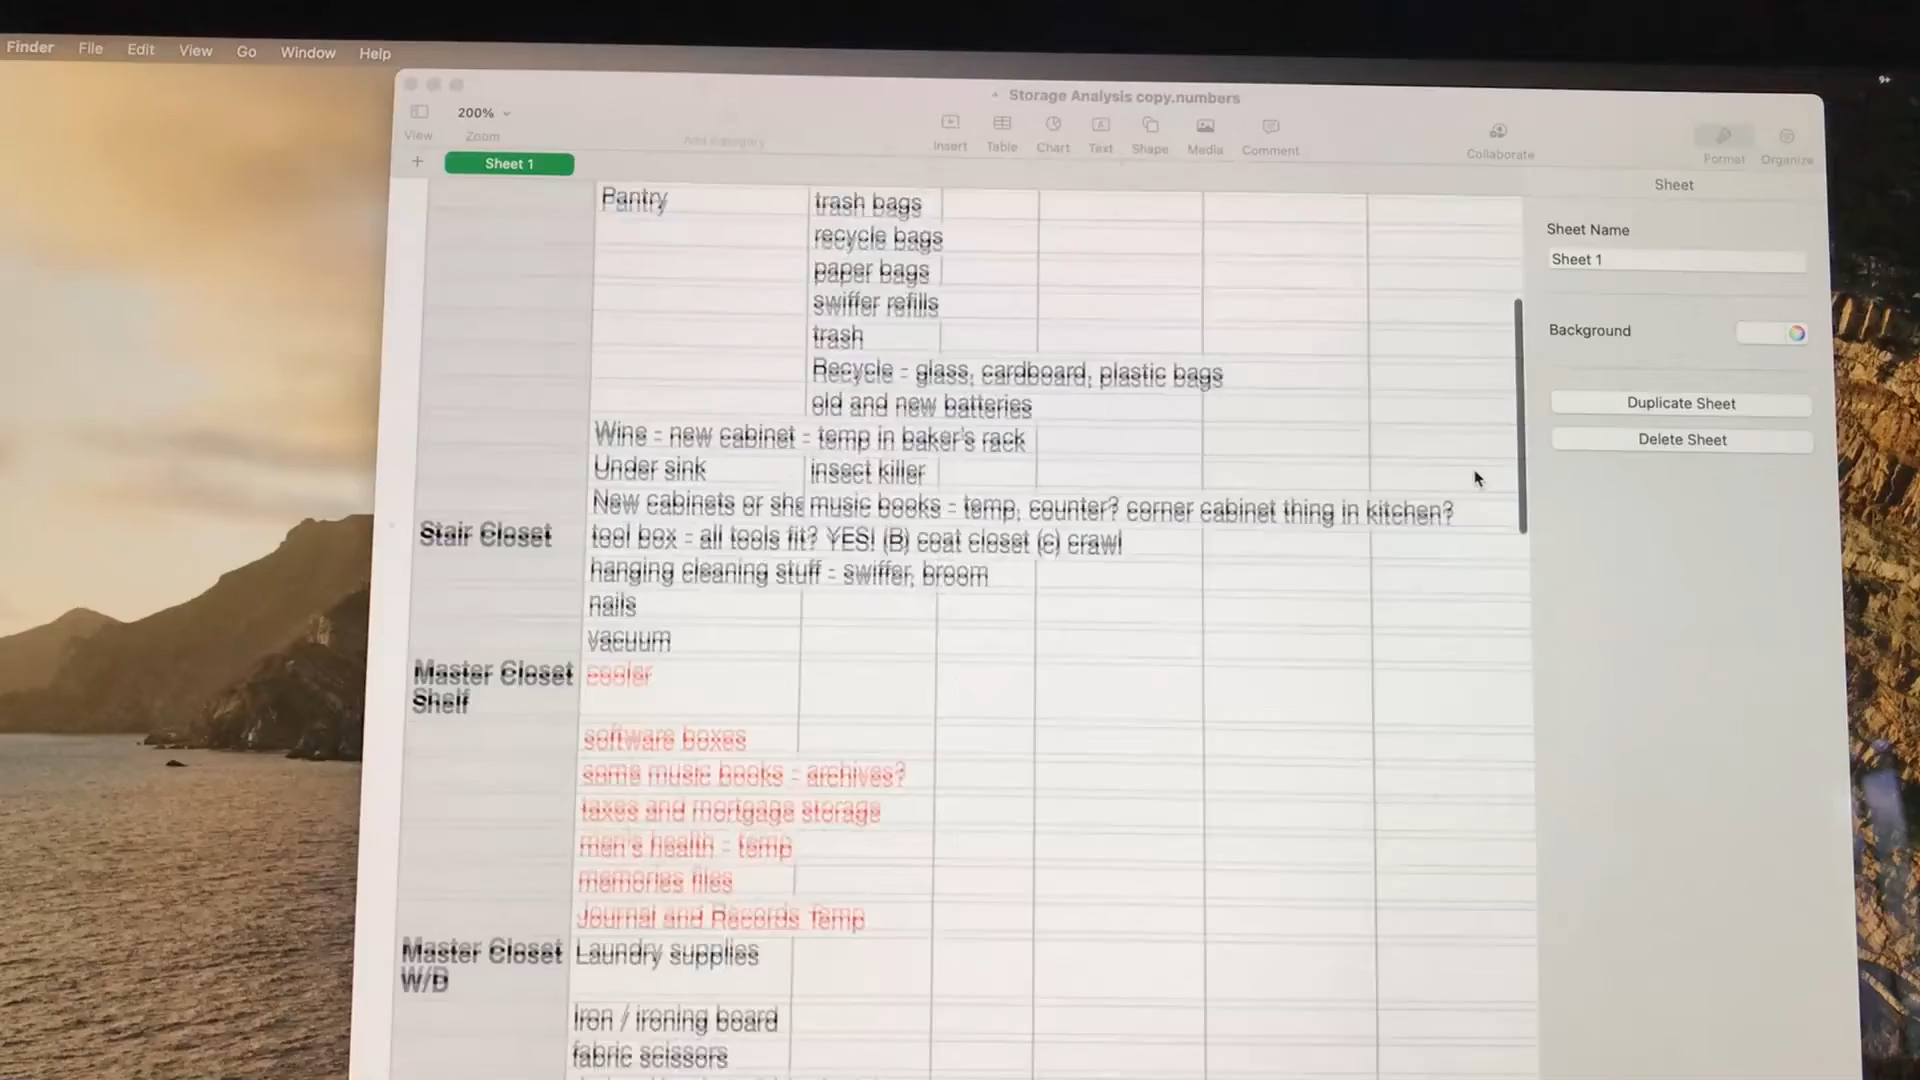 Finder File Edit View Go Window Help
Storage Analysis copy.numbers
200%
View Zoom Add Category Insert Table Chart Text Shape Media Comment Collaborate Format Organize
+ Sheet 1
Sheet
Sheet Name
Sheet 1
Background
Duplicate Sheet
Delete Sheet
Pantry trash bags
recycle bags
paper bags
swiffer refills
trash
Recycle - glass, cardboard, plastic bags
old and new batteries
Wine - new cabinet - temp in baker's rack
Under sink insect killer
New cabinets or she music books - temp, counter? corner cabinet thing in kitchen?
Stair Closet tool box - all tools fit? YES! (B) coat closet (c) crawl
hanging cleaning stuff - swiffer, broom
nails
vacuum
Master Closet cooler
Shelf
software boxes
some music books - archives?
taxes and mortgage storage
men's health - temp
memories files
Journal and Records Temp
Master Closet Laundry supplies
W/D
Iron / ironing board
fabric scissors